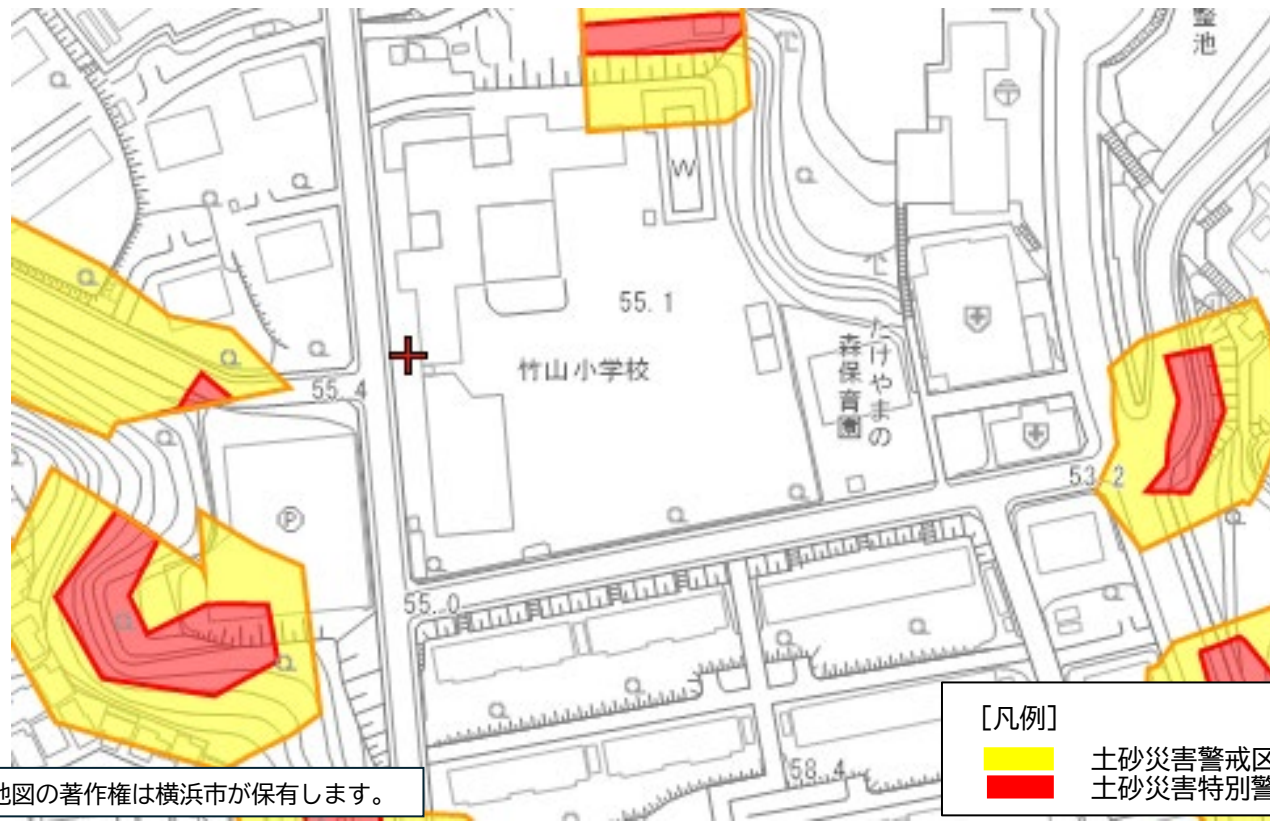 池
W
55.1
竹山小学校
たけやまの
森保育園
55.4
P
53.2
55.0
58.4
[凡例]
土砂災害警戒区
土砂災害特別警
地図の著作権は横浜市が保有します。